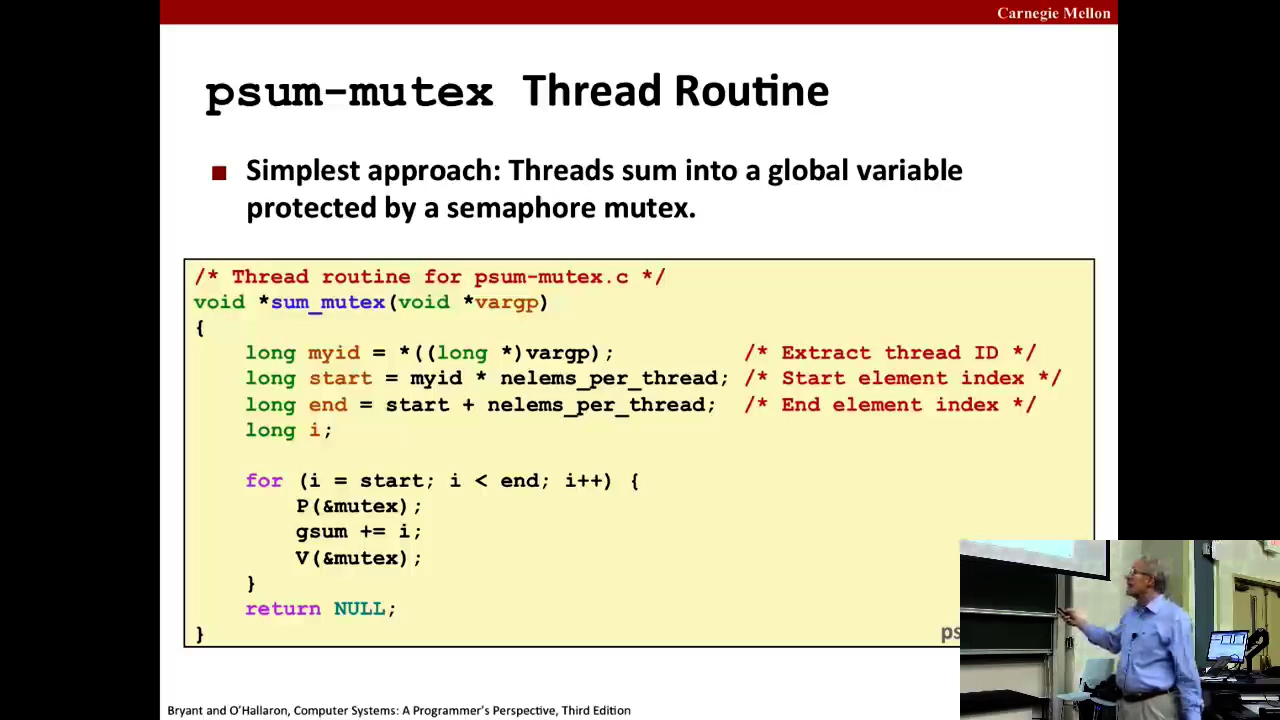 Carnegie Mellon
psum-mutex Thread Routine
Simplest approach: Threads sum into a global variable
protected by a semaphore mutex.
/* Thread routine for psum-mutex.c */
void *sum_mutex(void *vargp)
{
    long myid = *((long *)vargp);          /* Extract thread ID */
    long start = myid * nelems_per_thread; /* Start element index */
    long end = start + nelems_per_thread;  /* End element index */
    long i;
    for (i = start; i < end; i++) {
        P(&mutex);
        gsum += i;
        V(&mutex);
    }
    return NULL;
}
ps
Bryant and O'Hallaron, Computer Systems: A Programmer's Perspective, Third Edition